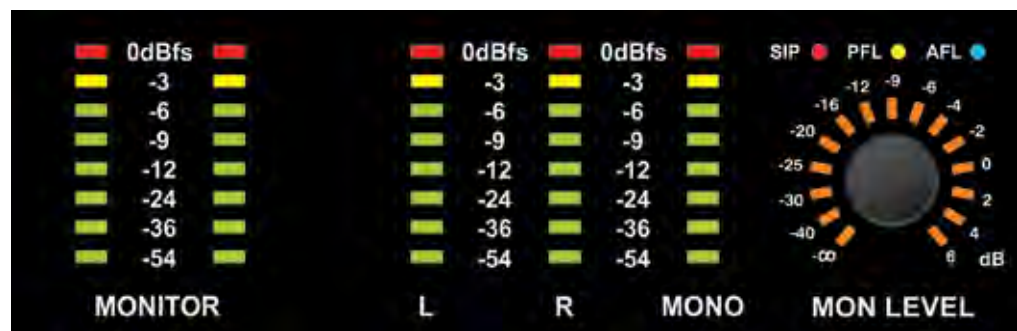 0dBfs 0dBfs 0dBfs SIP PFL AFL
-3 -3 -3
-6 -6 -6
-9 -9 -9
-12 -12 -12
-24 -24 -24
-36 -36 -36
-54 -54 -54
-∞ -40 -30 -25 -20 -16 -12 -9 -6 -4 -2 0 2 4 6 dB
MONITOR L R MONO MON LEVEL